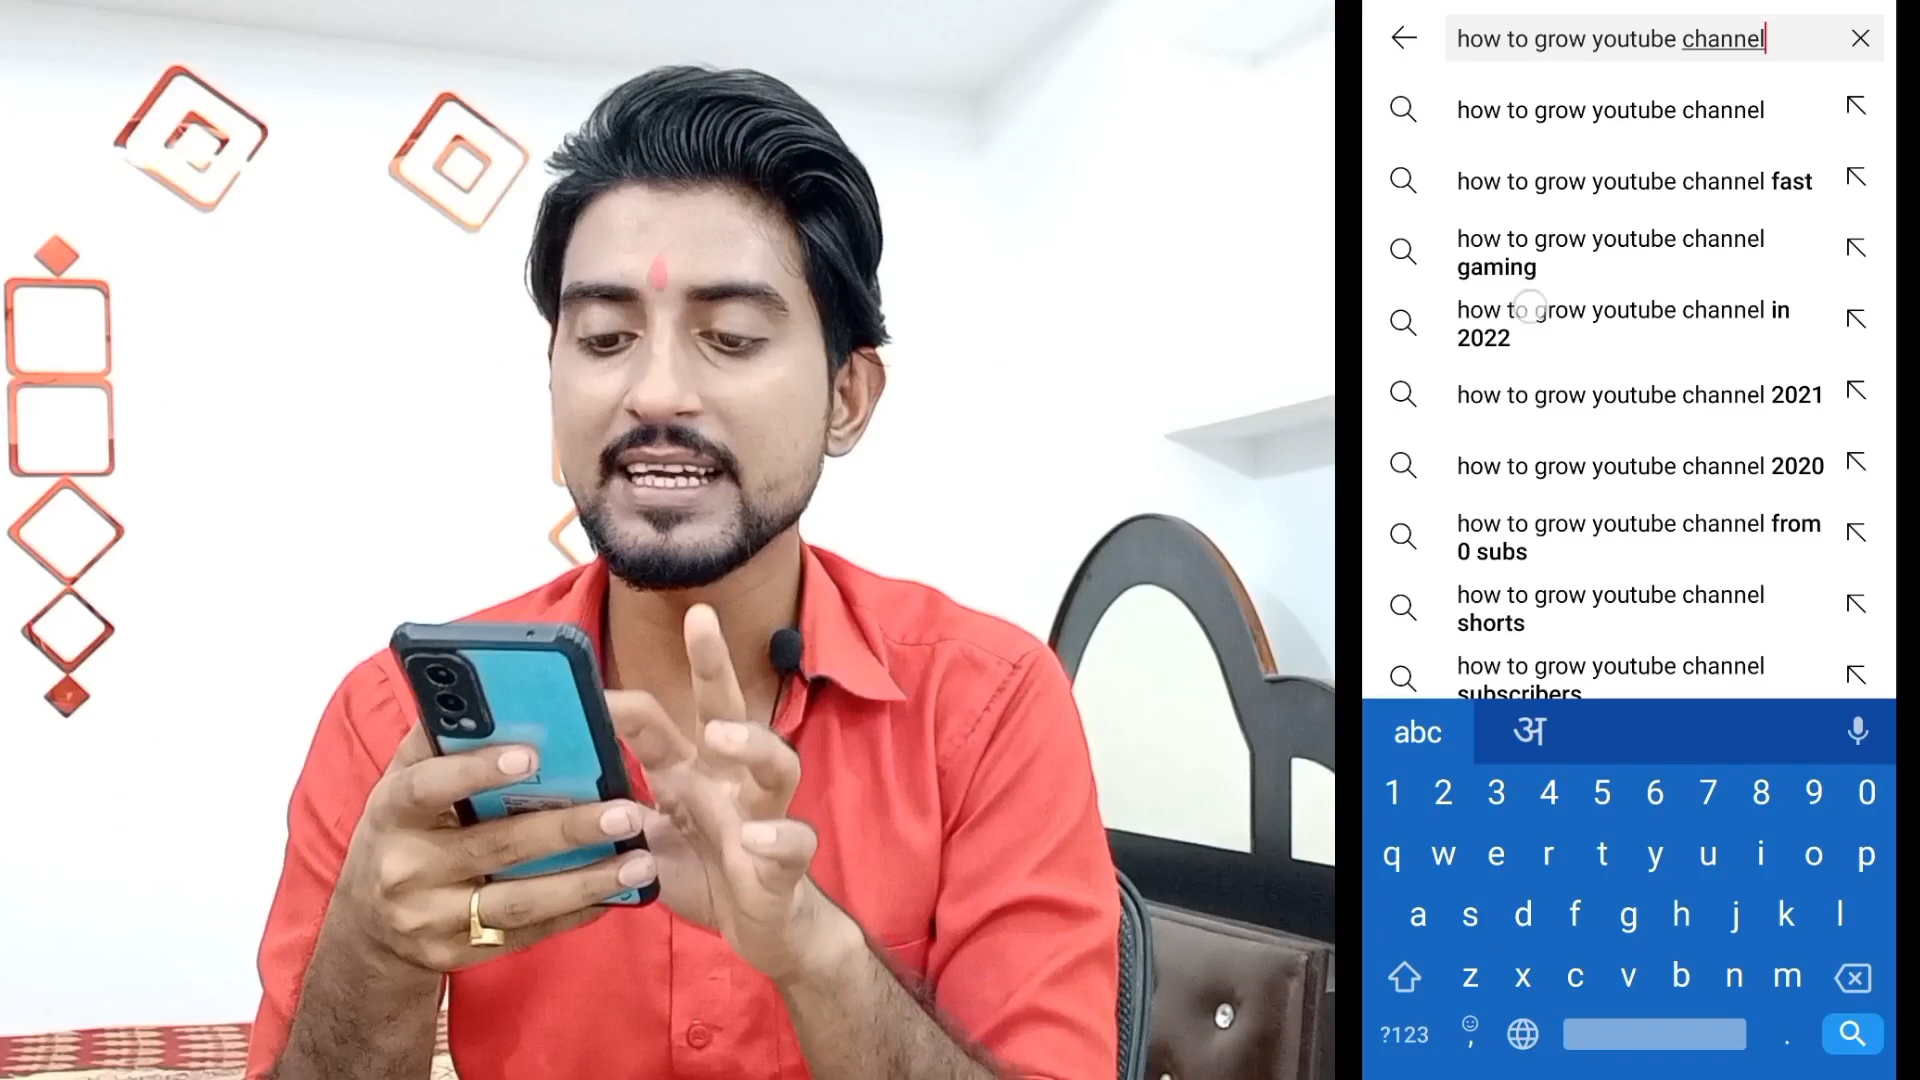 how to grow youtube channel
how to grow youtube channel
how to grow youtube channel fast
how to grow youtube channel
gaming
how to grow youtube channel in
2022
how to grow youtube channel 2021
how to grow youtube channel 2020
how to grow youtube channel from
0 subs
how to grow youtube channel
shorts
how to grow youtube channel
subscribers
abc अ
1 2 3 4 5 6 7 8 9 0
q w e r t y u i o p
a s d f g h j k l
z x c v b n m
?123 , .